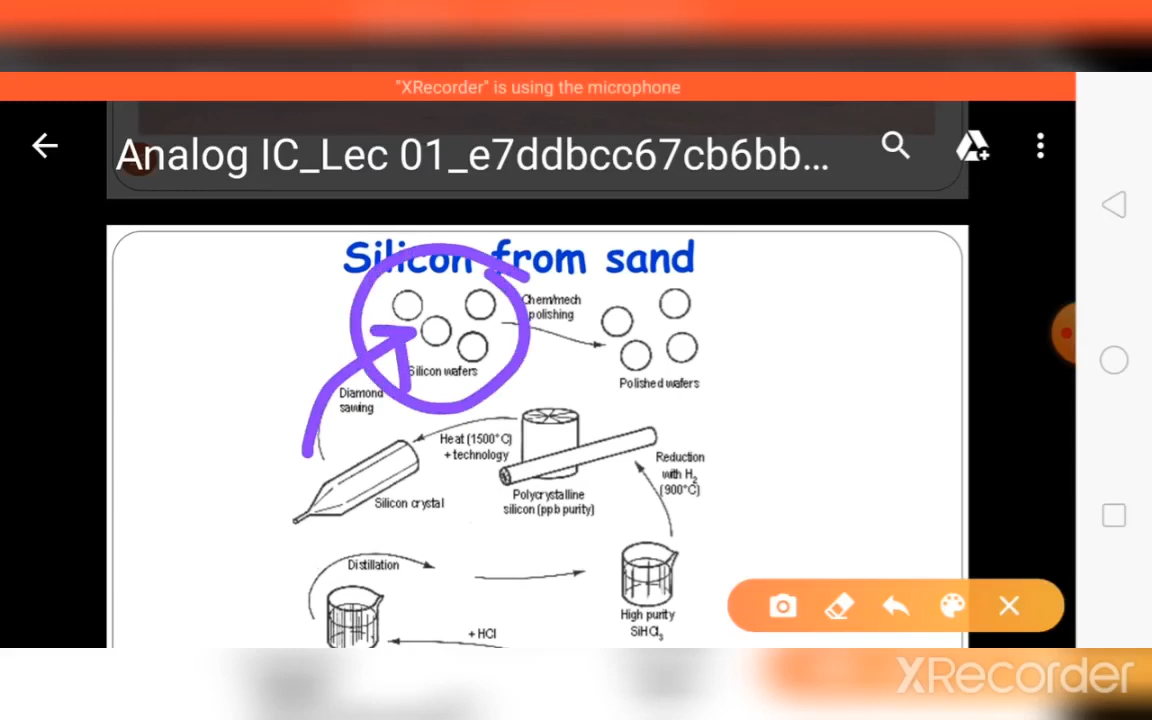 "XRecorder" is using the microphone
Analog IC_Lec 01_e7ddbcc67cb6bb...
Silicon from sand
Chem/mech
polishing
Silicon wafers
Polished wafers
Diamond
sawing
Heat (1500°C)
+ technology
Reduction
with H2
(900°C)
Silicon crystal
Polycrystalline
silicon (ppb purity)
Distillation
High purity
SiHCl3
+ HCl
XRecorder